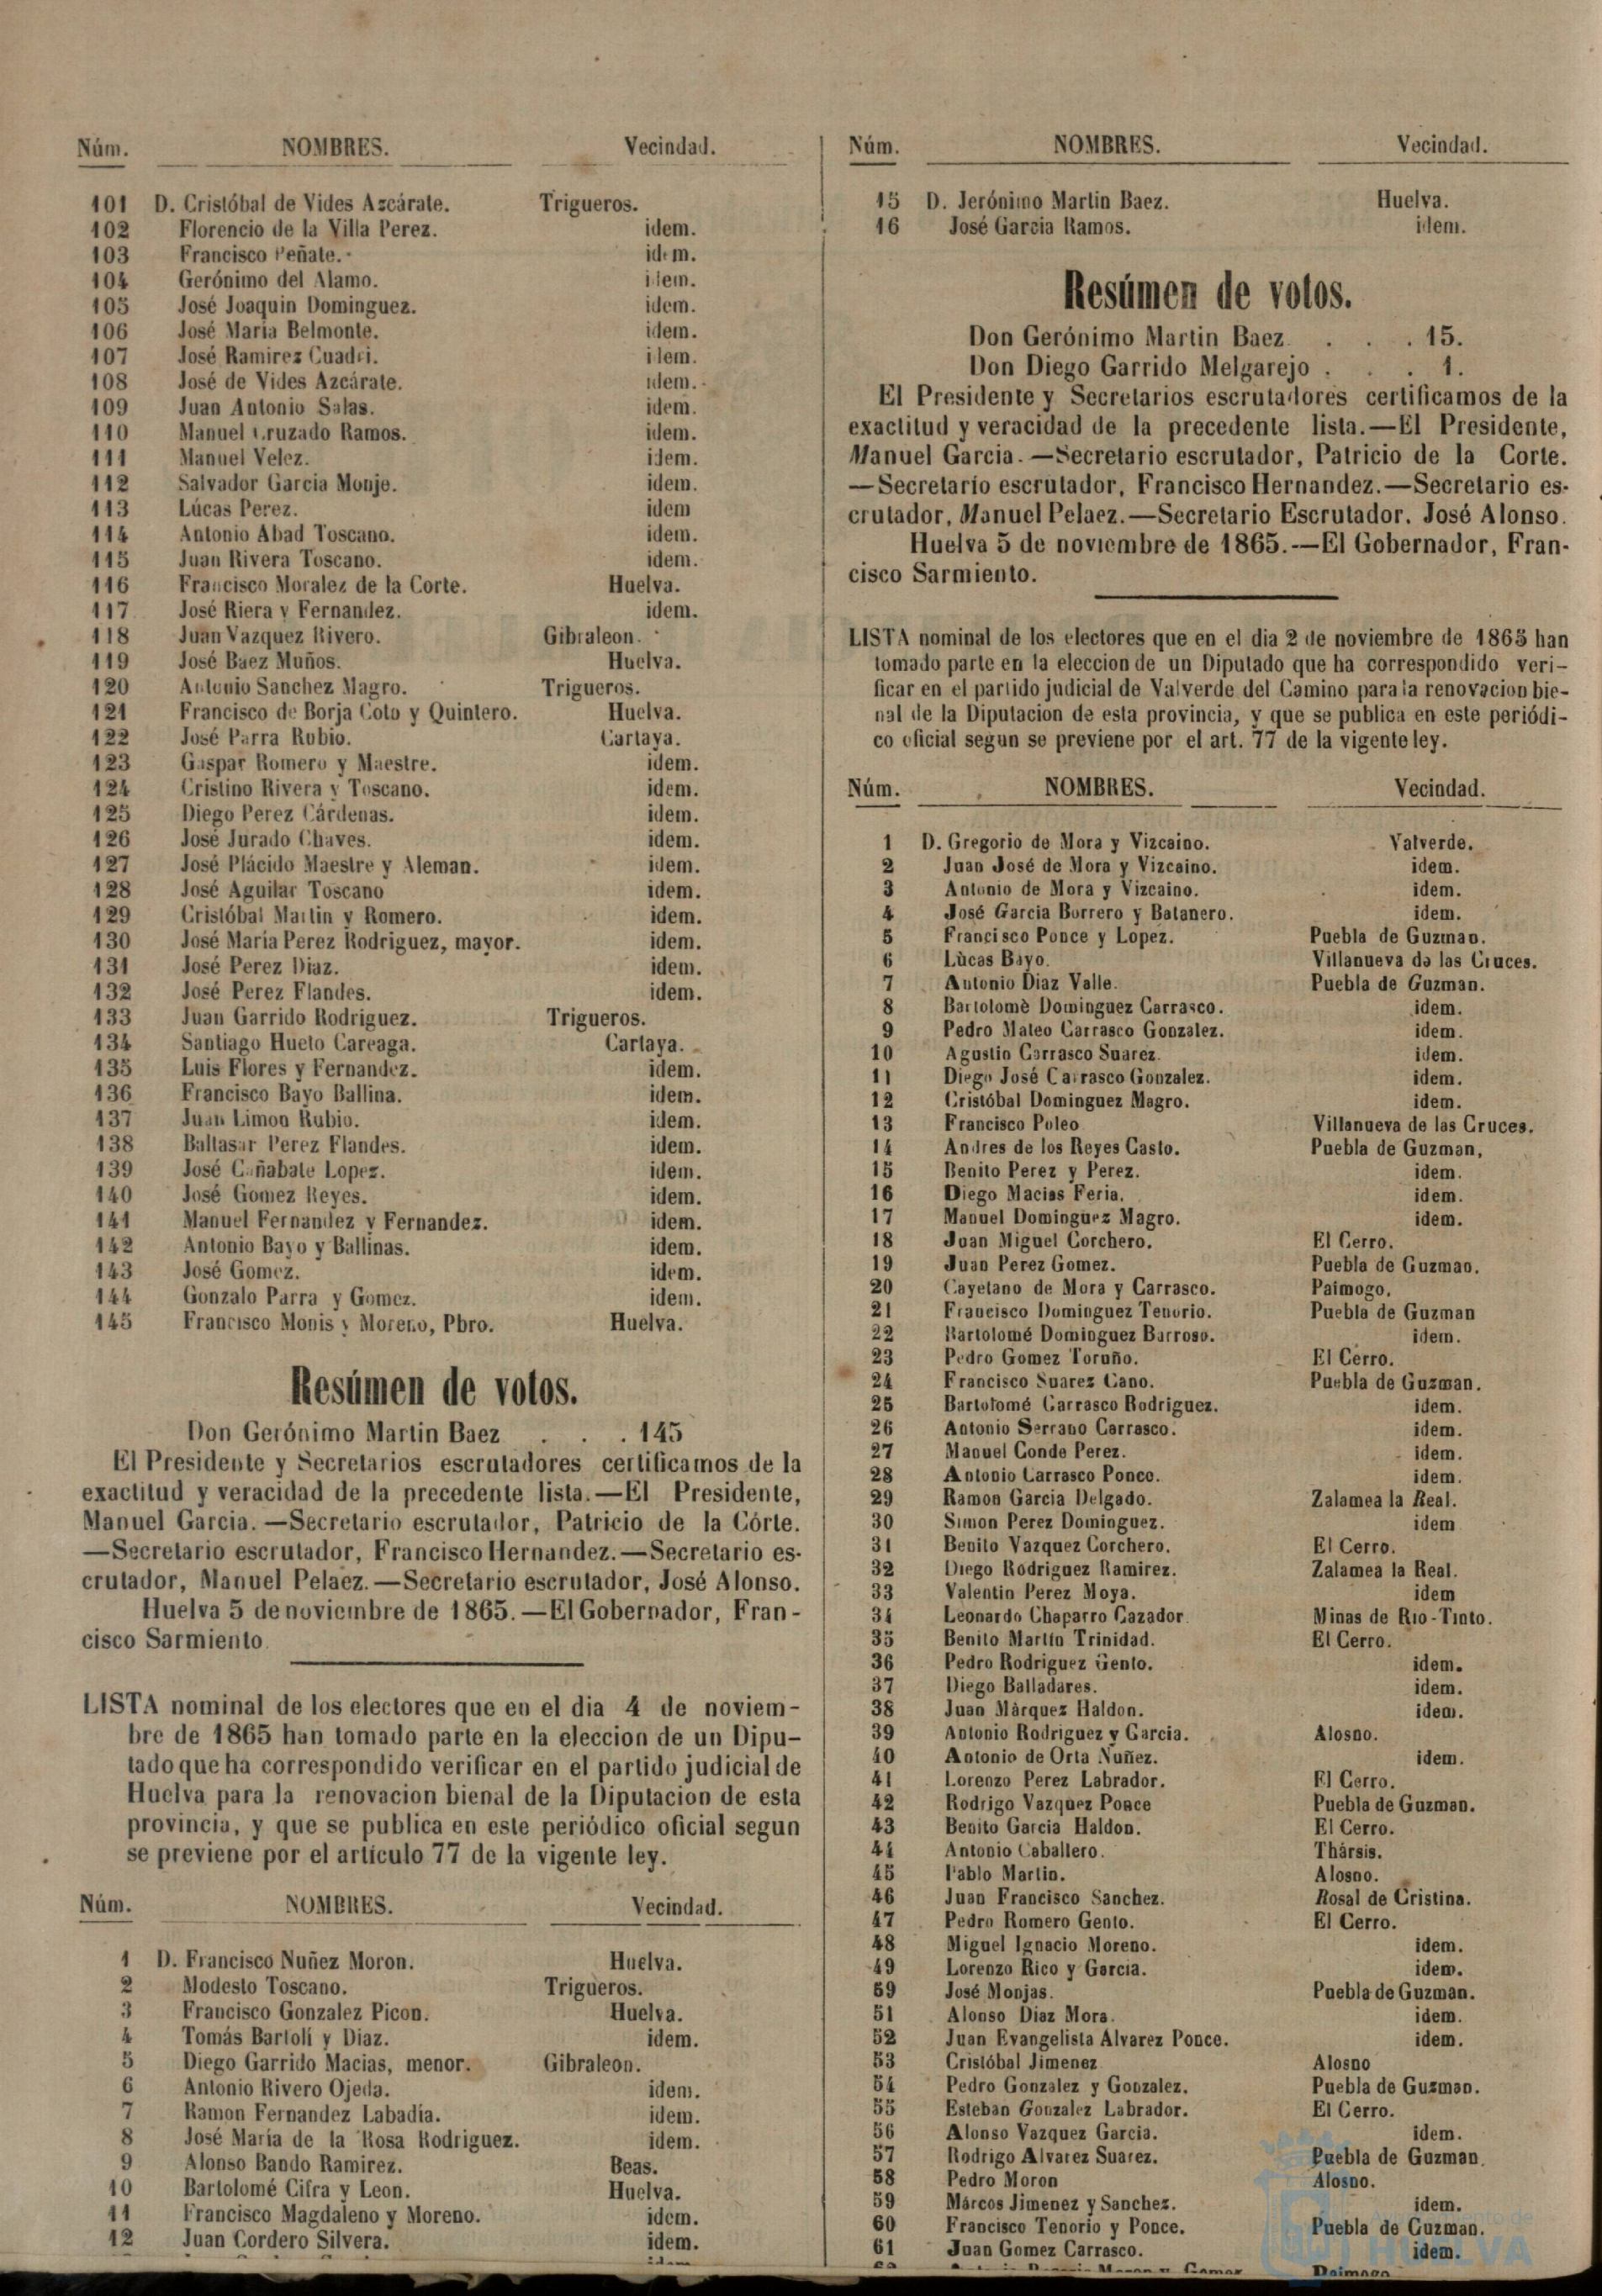 Núm. NOMBRES. Vecindad.
101 D. Cristóbal de Vides Azcárate. Trigueros.
102 Florencio de la Villa Perez. idem.
103 Francisco Peñate. idem.
104 Gerónimo del Alamo. idem.
105 José Joaquin Dominguez. idem.
106 José Maria Belmonte. idem.
107 José Ramirez Cuadri. idem.
108 José de Vides Azcárate. idem.
109 Juan Antonio Salas. idem.
110 Manuel Cruzado Ramos. idem.
111 Manuel Velez. idem.
112 Salvador Garcia Monje. idem.
113 Lúcas Perez. idem
114 Antonio Abad Toscano. idem.
115 Juan Rivera Toscano. idem.
116 Francisco Morales de la Corte. Huelva.
117 José Riera y Fernandez. idem.
118 Juan Vazquez Rivero. Gibraleon.
119 José Baez Muños. Huelva.
120 Antonio Sanchez Magro. Trigueros.
121 Francisco de Borja Coto y Quintero. Huelva.
122 José Parra Rubio. Cartaya.
123 Gaspar Romero y Maestre. idem.
124 Cristino Rivera y Toscano. idem.
125 Diego Perez Cárdenas. idem.
126 José Jurado Chaves. idem.
127 José Plácido Maestre y Aleman. idem.
128 José Aguilar Toscano idem.
129 Cristóbal Martin y Romero. idem.
130 José María Perez Rodriguez, mayor. idem.
131 José Perez Diaz. idem.
132 José Perez Flandes. idem.
133 Juan Garrido Rodriguez. Trigueros.
134 Santiago Hueto Careaga. Cartaya.
135 Luis Flores y Fernandez. idem.
136 Francisco Bayo Ballina. idem.
137 Juan Limon Rubio. idem.
138 Baltasar Perez Flandes. idem.
139 José Cañabate Lopez. idem.
140 José Gomez Reyes. idem.
141 Manuel Fernandez y Fernandez. idem.
142 Antonio Bayo y Ballinas. idem.
143 José Gomez. idem.
144 Gonzalo Parra y Gomez. idem.
145 Francisco Monis y Moreno, Pbro. Huelva.
Resúmen de votos.
Don Gerónimo Martin Baez . . . 145
El Presidente y Secretarios escrutadores certificamos de la
exactitud y veracidad de la precedente lista.—El Presidente,
Manuel Garcia.—Secretario escrutador, Patricio de la Córte.
—Secretario escrutador, Francisco Hernandez.—Secretario es-
crutador, Manuel Pelaez.—Secretario escrutador, José Alonso.
Huelva 5 de noviembre de 1865.—El Gobernador, Fran-
cisco Sarmiento.
LISTA nominal de los electores que en el dia 4 de noviem-
bre de 1865 han tomado parte en la eleccion de un Dipu-
tado que ha correspondido verificar en el partido judicial de
Huelva para la renovacion bienal de la Diputacion de esta
provincia, y que se publica en este periódico oficial segun
se previene por el artículo 77 de la vigente ley.
Núm. NOMBRES. Vecindad.
1 D. Francisco Nuñez Moron. Huelva.
2 Modesto Toscano. Trigueros.
3 Francisco Gonzalez Picon. Huelva.
4 Tomás Bartolí y Diaz. idem.
5 Diego Garrido Macias, menor. Gibraleon.
6 Antonio Rivero Ojeda. idem.
7 Ramon Fernandez Labadía. idem.
8 José María de la Rosa Rodriguez. idem.
9 Alonso Bando Ramirez. Beas.
10 Bartolomé Cifra y Leon. Huelva.
11 Francisco Magdaleno y Moreno. idem.
12 Juan Cordero Silvera. idem.
Núm. NOMBRES. Vecindad.
15 D. Jerónimo Martin Baez. Huelva.
16 José Garcia Ramos. idem.
Resúmen de votos.
Don Gerónimo Martin Baez . . . 15.
Don Diego Garrido Melgarejo . . . 1.
El Presidente y Secretarios escrutadores certificamos de la
exactitud y veracidad de la precedente lista.—El Presidente,
Manuel Garcia.—Secretario escrutador, Patricio de la Corte.
—Secretario escrutador, Francisco Hernandez.—Secretario es-
crutador, Manuel Pelaez.—Secretario Escrutador. José Alonso.
Huelva 5 de noviembre de 1865.—El Gobernador, Fran-
cisco Sarmiento.
LISTA nominal de los electores que en el dia 2 de noviembre de 1865 han
tomado parte en la eleccion de un Diputado que ha correspondido veri-
ficar en el partido judicial de Valverde del Camino para la renovacion bie-
nal de la Diputacion de esta provincia, y que se publica en este periódi-
co oficial segun se previene por el art. 77 de la vigente ley.
Núm. NOMBRES. Vecindad.
1 D. Gregorio de Mora y Vizcaino. Valverde.
2 Juan José de Mora y Vizcaino. idem.
3 Antonio de Mora y Vizcaino. idem.
4 José Garcia Borrero y Batanero. idem.
5 Francisco Ponce y Lopez. Puebla de Guzman.
6 Lùcas Bayo. Villanueva de las Cruces.
7 Antonio Diaz Valle. Puebla de Guzman.
8 Bartolomè Dominguez Carrasco. idem.
9 Pedro Mateo Carrasco Gonzalez. idem.
10 Agustin Carrasco Suarez. idem.
11 Diego José Carrasco Gonzalez. idem.
12 Cristóbal Dominguez Magro. idem.
13 Francisco Poleo Villanueva de las Cruces.
14 Andres de los Reyes Casto. Puebla de Guzman,
15 Benito Perez y Perez. idem.
16 Diego Macias Feria. idem.
17 Manuel Dominguez Magro. idem.
18 Juan Miguel Corchero. El Cerro.
19 Juan Perez Gomez. Puebla de Guzman.
20 Cayetano de Mora y Carrasco. Paimogo.
21 Francisco Dominguez Tenorio. Puebla de Guzman
22 Bartolomé Dominguez Barroso. idem.
23 Pedro Gomez Toruño. El Cerro.
24 Francisco Suarez Cano. Puebla de Guzman.
25 Bartolomé Carrasco Rodriguez. idem.
26 Antonio Serrano Carrasco. idem.
27 Manuel Conde Perez. idem.
28 Antonio Carrasco Ponce. idem.
29 Ramon Garcia Delgado. Zalamea la Real.
30 Simon Perez Dominguez. idem
31 Benito Vazquez Corchero. El Cerro.
32 Diego Rodriguez Ramirez. Zalamea la Real.
33 Valentin Perez Moya. idem
34 Leonardo Chaparro Cazador. Minas de Rio-Tinto.
35 Benito Martin Trinidad. El Cerro.
36 Pedro Rodriguez Gento. idem.
37 Diego Balladares. idem.
38 Juan Màrquez Haldon. idem.
39 Antonio Rodriguez y Garcia. Alosno.
40 Antonio de Orta Nuñez. idem.
41 Lorenzo Perez Labrador. El Cerro.
42 Rodrigo Vazquez Ponce Puebla de Guzman.
43 Benito Garcia Haldon. El Cerro.
44 Antonio Caballero. Thársis.
45 Pablo Martin. Alosno.
46 Juan Francisco Sanchez. Rosal de Cristina.
47 Pedro Romero Gento. El Cerro.
48 Miguel Ignacio Moreno. idem.
49 Lorenzo Rico y Garcia. idem.
59 José Monjas. Puebla de Guzman.
51 Alonso Diaz Mora. idem.
52 Juan Evangelista Alvarez Ponce. idem.
53 Cristóbal Jimenez Alosno
54 Pedro Gonzalez y Gonzalez. Puebla de Guzman.
55 Esteban Gonzalez Labrador. El Cerro.
56 Alonso Vazquez Garcia. idem.
57 Rodrigo Alvarez Suarez. Puebla de Guzman.
58 Pedro Moron Alosno.
59 Márcos Jimenez y Sanchez. idem.
60 Francisco Tenorio y Ponce. Puebla de Guzman.
61 Juan Gomez Carrasco. idem.
Ayuntamiento de
HUELVA